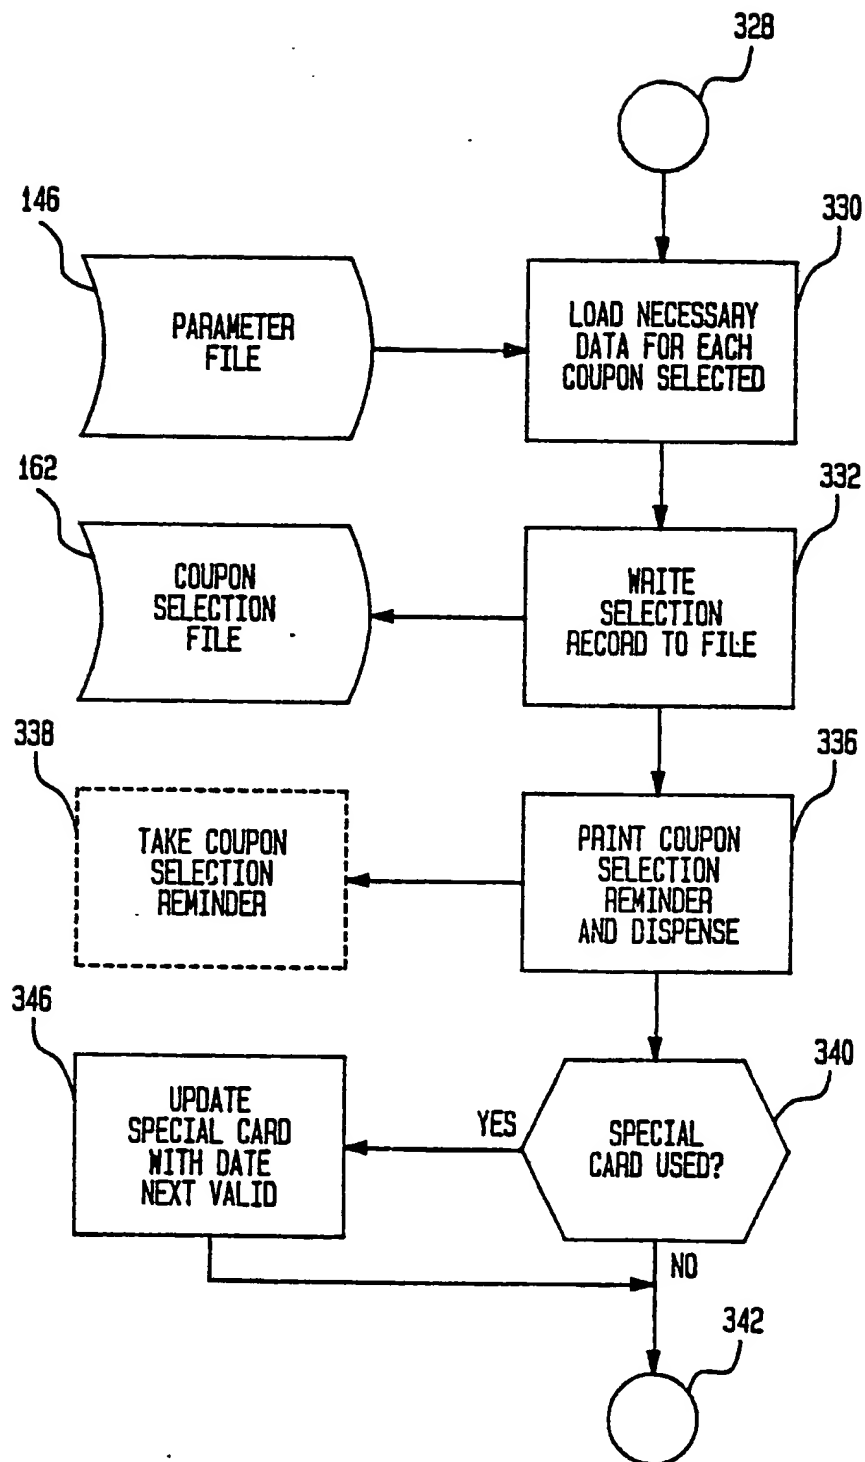 328
146
330
PARAMETER
FILE
LOAD NECESSARY
DATA FOR EACH
COUPON SELECTED
162
332
COUPON
SELECTION
FILE
WRITE
SELECTION
RECORD TO FILE
338
336
TAKE COUPON
SELECTION
REMINDER
PRINT COUPON
SELECTION
REMINDER
AND DISPENSE
346
340
UPDATE
SPECIAL CARD
WITH DATE
NEXT VALID
YES
SPECIAL
CARD USED?
NO
342